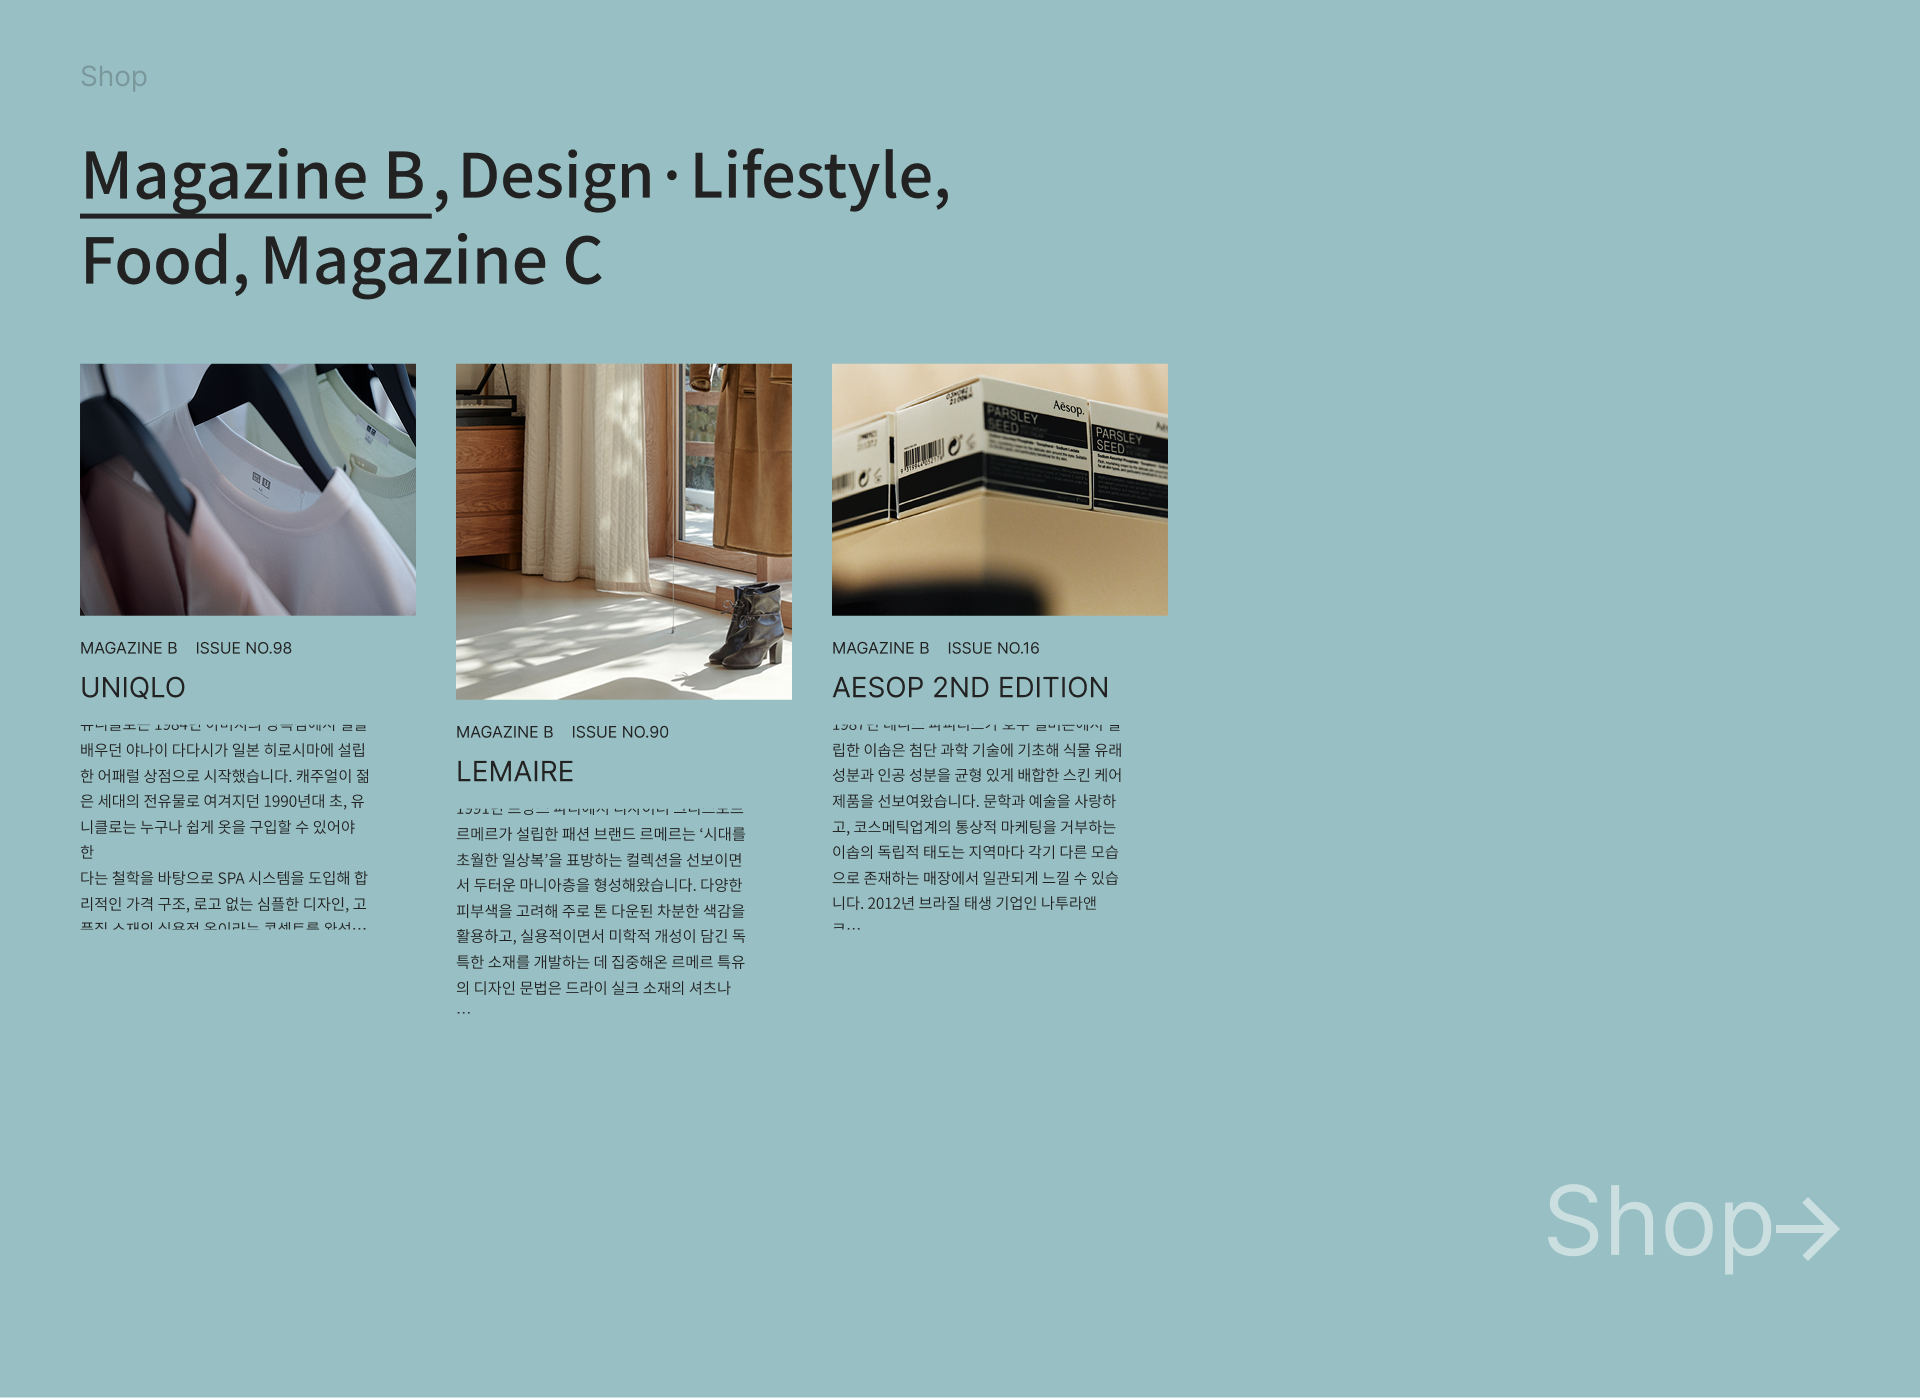 Shop
Magazine B, Design · Lifestyle,
Food, Magazine C
Aēsop.
PARSLEY
SEED
PARSLEY
SEED
MAGAZINE B ISSUE NO.98
UNIQLO
배우던 야나이 다다시가 일본 히로시마에 설립
한 어패럴 상점으로 시작했습니다. 캐주얼이 젊
은 세대의 전유물로 여겨지던 1990년대 초, 유
니클로는 누구나 쉽게 옷을 구입할 수 있어야
한
다는 철학을 바탕으로 SPA 시스템을 도입해 합
리적인 가격 구조, 로고 없는 심플한 디자인, 고
MAGAZINE B ISSUE NO.90
LEMAIRE
르메르가 설립한 패션 브랜드 르메르는 ‘시대를
초월한 일상복’을 표방하는 컬렉션을 선보이면
서 두터운 마니아층을 형성해왔습니다. 다양한
피부색을 고려해 주로 톤 다운된 차분한 색감을
활용하고, 실용적이면서 미학적 개성이 담긴 독
특한 소재를 개발하는 데 집중해온 르메르 특유
의 디자인 문법은 드라이 실크 소재의 셔츠나
…
MAGAZINE B ISSUE NO.16
AESOP 2ND EDITION
립한 이솝은 첨단 과학 기술에 기초해 식물 유래
성분과 인공 성분을 균형 있게 배합한 스킨 케어
제품을 선보여왔습니다. 문학과 예술을 사랑하
고, 코스메틱업계의 통상적 마케팅을 거부하는
이솝의 독립적 태도는 지역마다 각기 다른 모습
으로 존재하는 매장에서 일관되게 느낄 수 있습
니다. 2012년 브라질 태생 기업인 나투라앤
Shop→